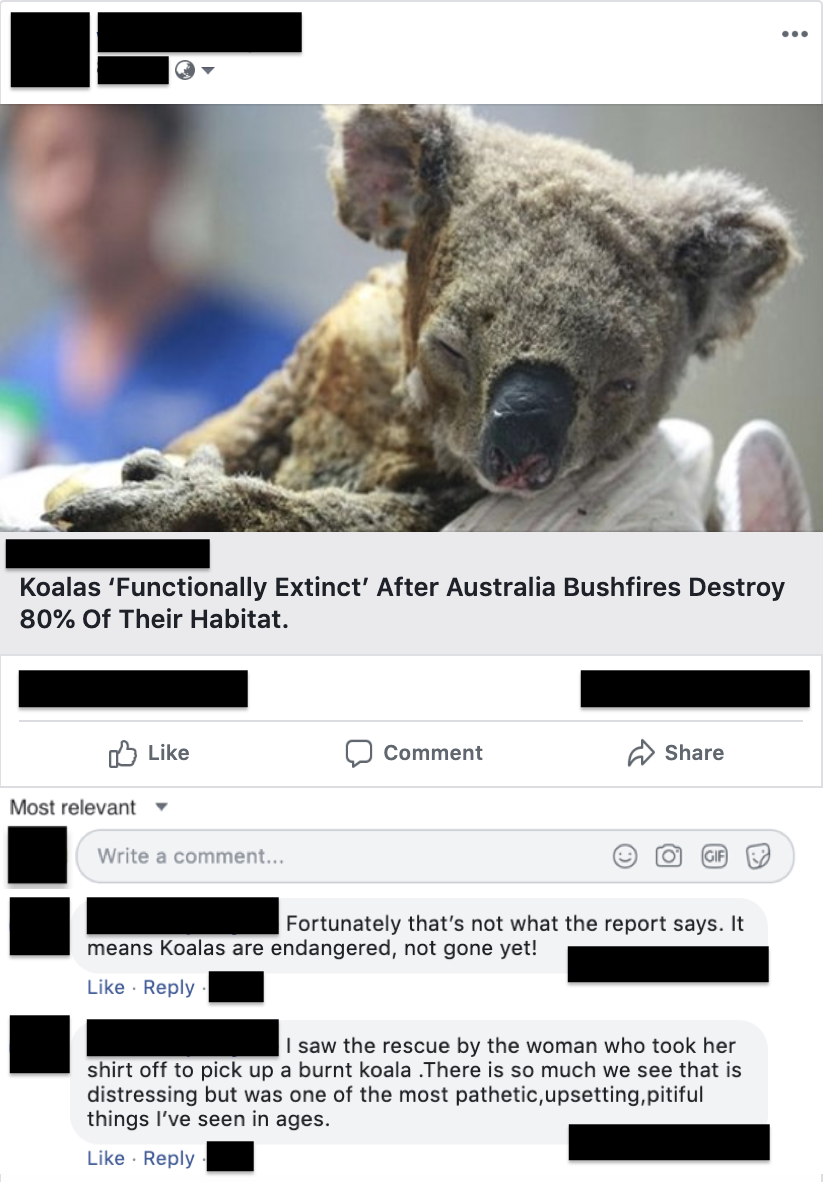 Koalas ‘Functionally Extinct’ After Australia Bushfires Destroy
80% Of Their Habitat.
Like
Comment
Share
Most relevant
Write a comment...
GIF
Fortunately that’s not what the report says. It
means Koalas are endangered, not gone yet!
Like · Reply ·
I saw the rescue by the woman who took her
shirt off to pick up a burnt koala .There is so much we see that is
distressing but was one of the most pathetic,upsetting,pitiful
things I’ve seen in ages.
Like · Reply ·